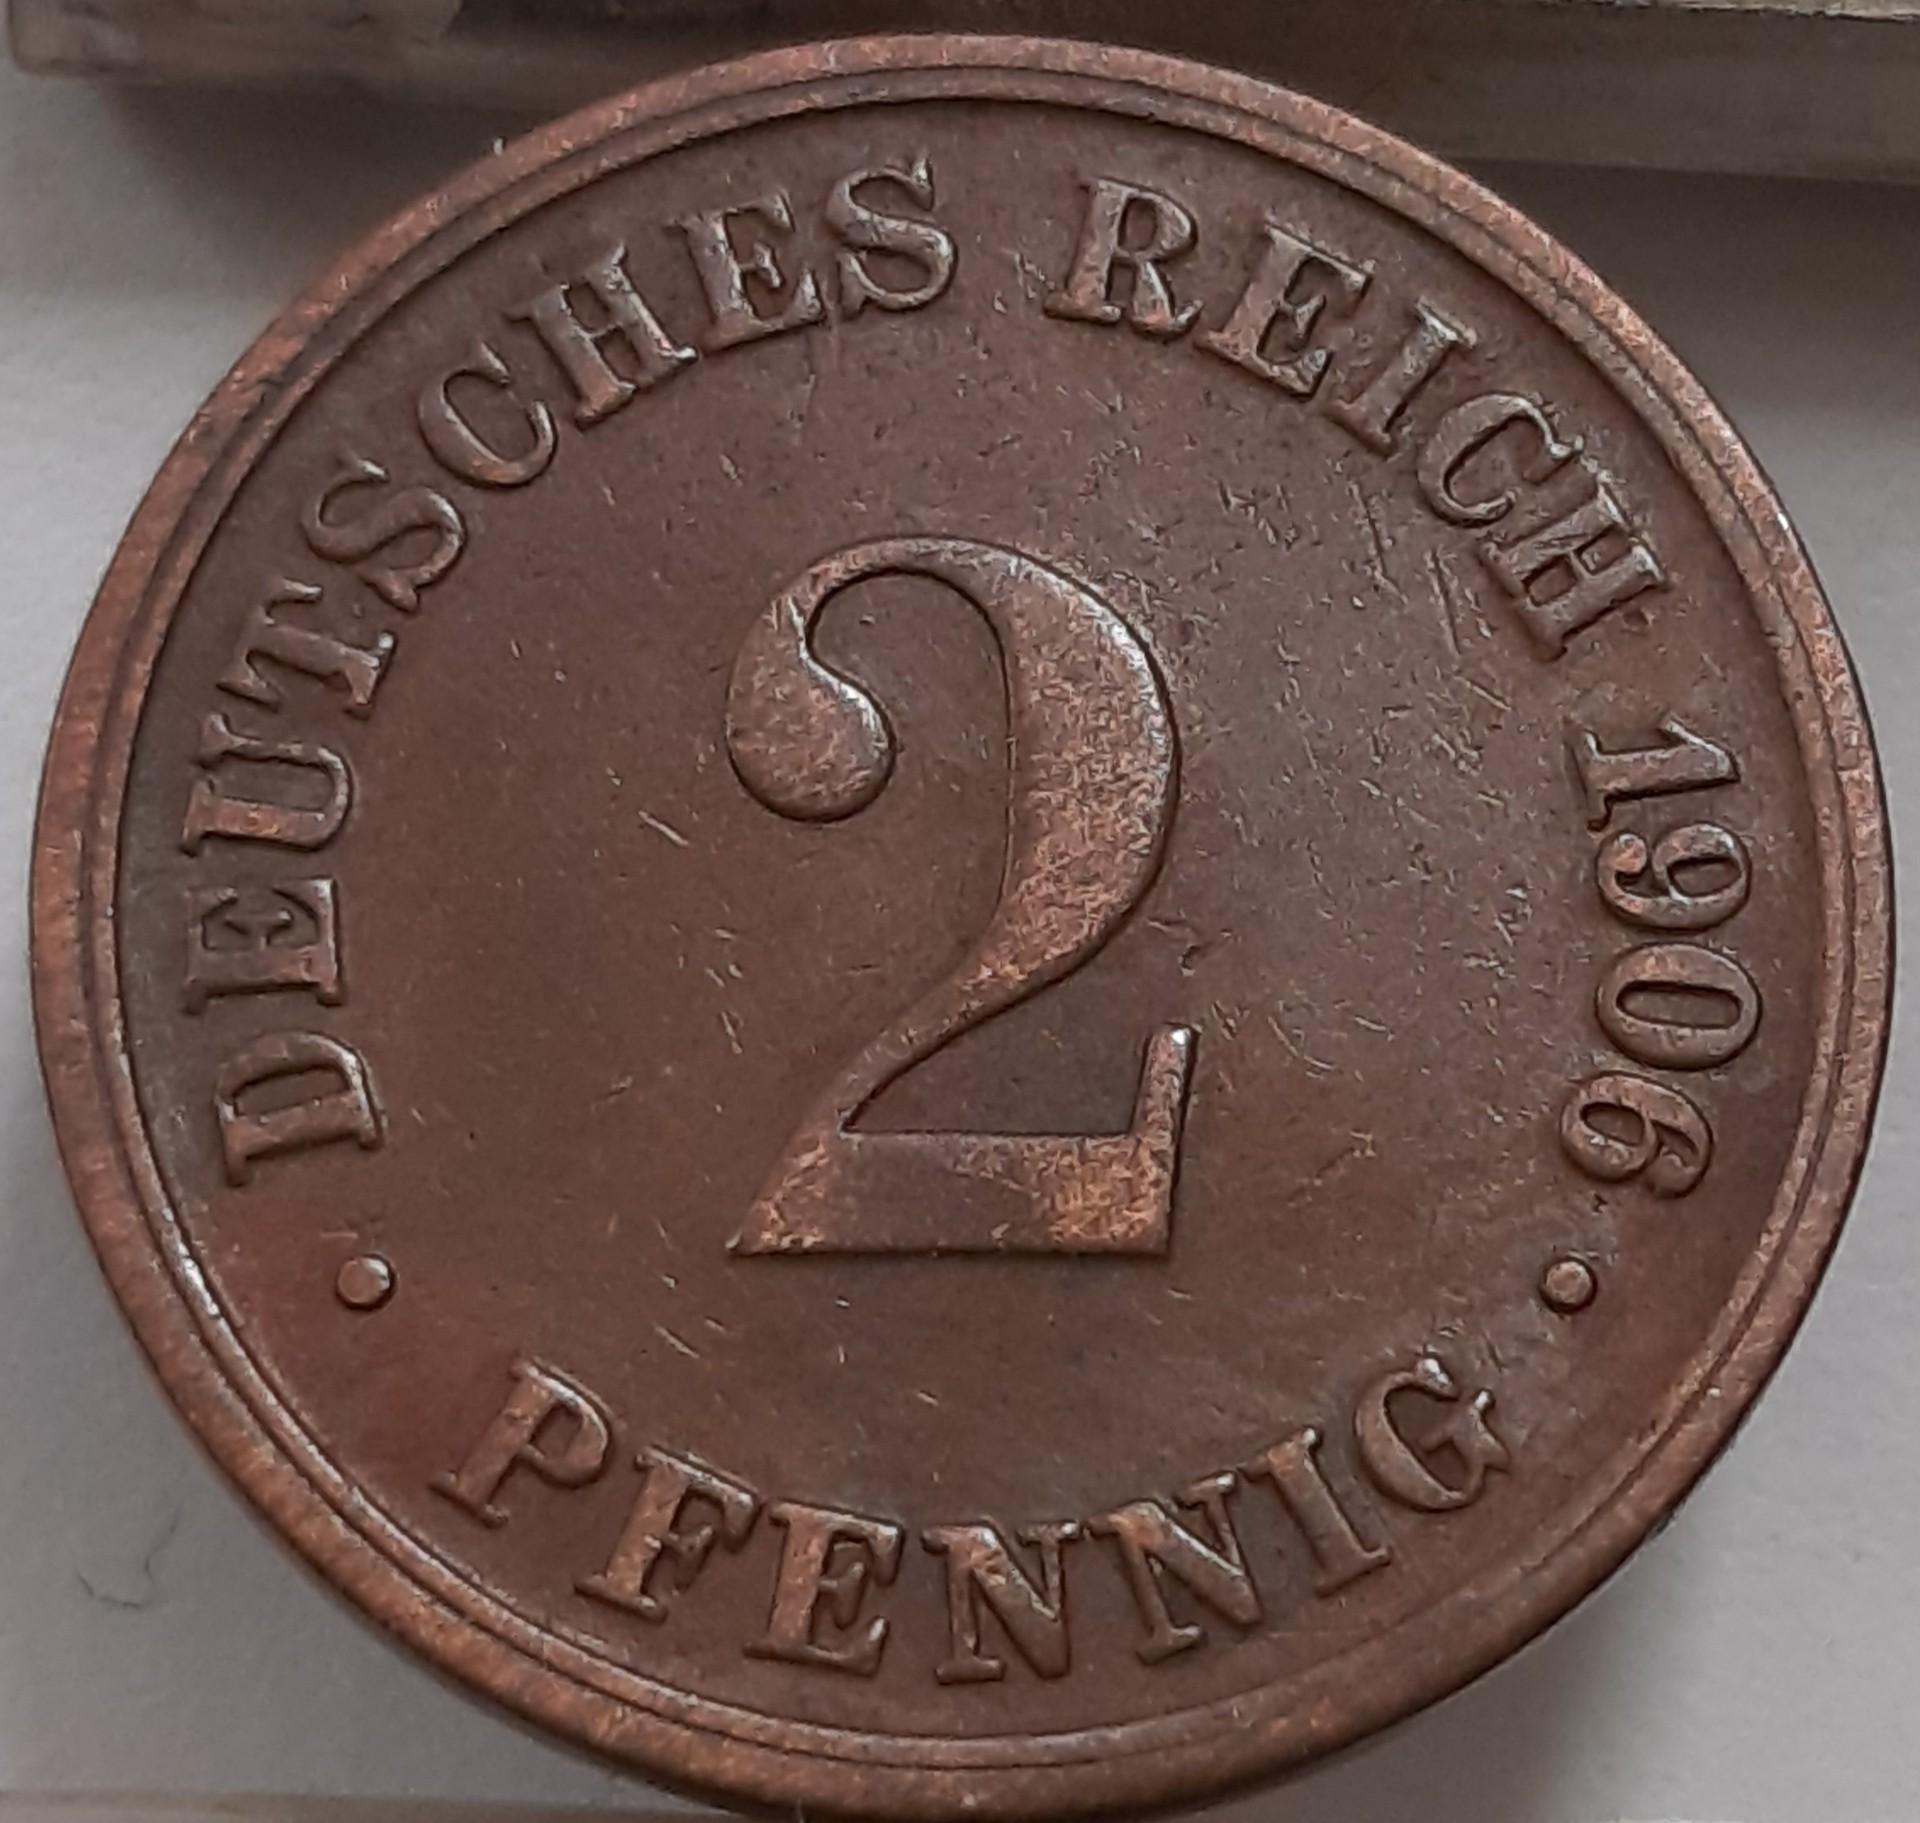 DEUTSCHES REICH 1906
2
· PFENNIG ·